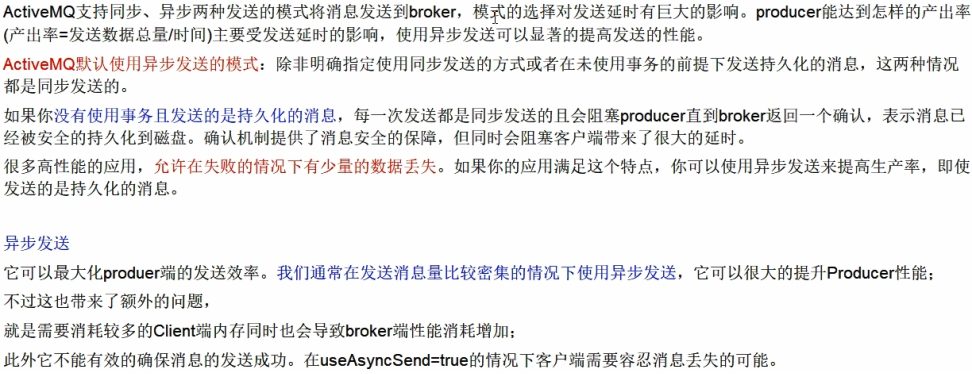 ActiveMQ支持同步、异步两种发送的模式将消息发送到broker，模式的选择对发送延时有巨大的影响。producer能达到怎样的产出率
(产出率=发送数据总量/时间)主要受发送延时的影响，使用异步发送可以显著的提高发送的性能。
ActiveMQ默认使用异步发送的模式：除非明确指定使用同步发送的方式或者在未使用事务的前提下发送持久化的消息，这两种情况
都是同步发送的。
如果你没有使用事务且发送的是持久化的消息，每一次发送都是同步发送的且会阻塞producer直到broker返回一个确认，表示消息已
经被安全的持久化到磁盘。确认机制提供了消息安全的保障，但同时会阻塞客户端带来了很大的延时。
很多高性能的应用，允许在失败的情况下有少量的数据丢失。如果你的应用满足这个特点，你可以使用异步发送来提高生产率，即使
发送的是持久化的消息。
异步发送
它可以最大化produer端的发送效率。我们通常在发送消息量比较密集的情况下使用异步发送，它可以很大的提升Producer性能；
不过这也带来了额外的问题，
就是需要消耗较多的Client端内存同时也会导致broker端性能消耗增加；
此外它不能有效的确保消息的发送成功。在useAsyncSend=true的情况下客户端需要容忍消息丢失的可能。